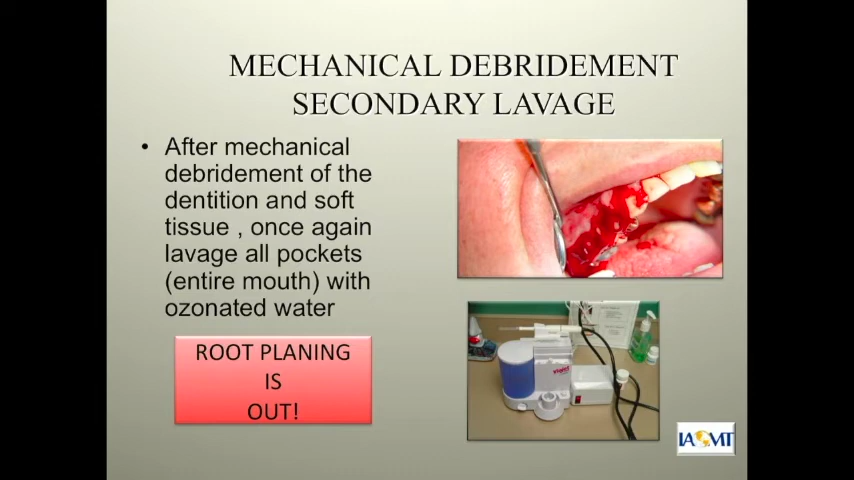 MECHANICAL DEBRIDEMENT
SECONDARY LAVAGE
• After mechanical
debridement of the
dentition and soft
tissue , once again
lavage all pockets
(entire mouth) with
ozonated water
ROOT PLANING
IS
OUT!
IAOMT